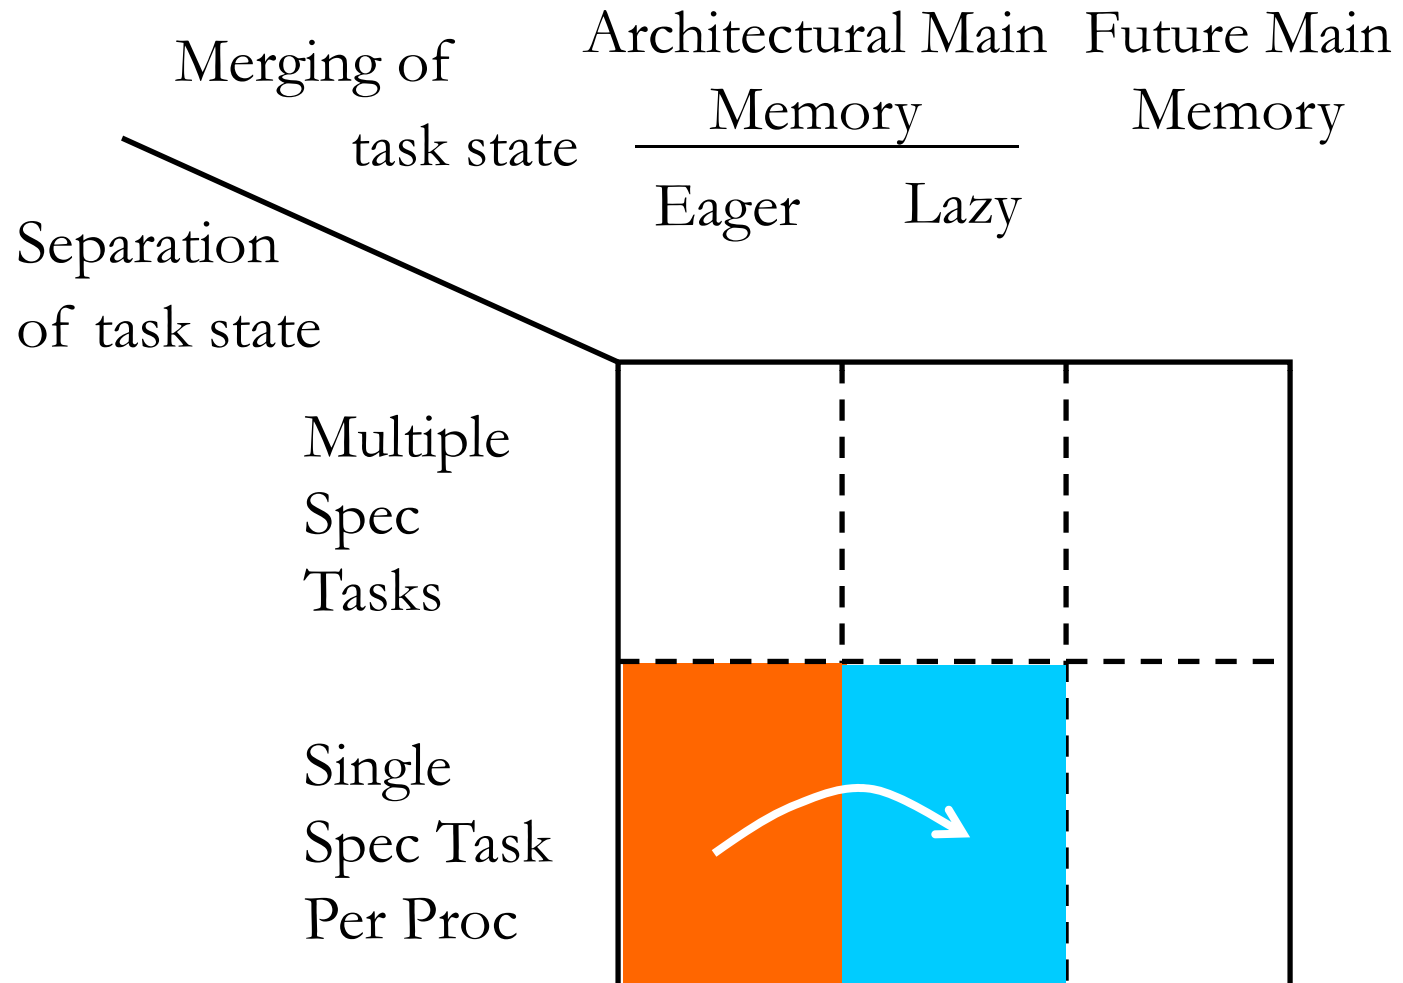 Merging of
task state
Separation
of task state
Architectural Main
Memory
Eager Lazy
Future Main
Memory
Multiple
Spec
Tasks
Single
Spec Task
Per Proc